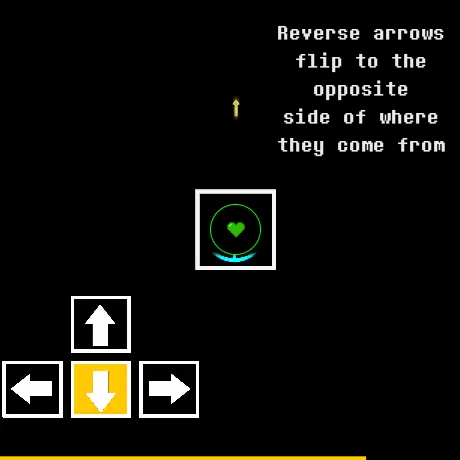 Reverse arrows
flip to the
opposite
side of where
they come from